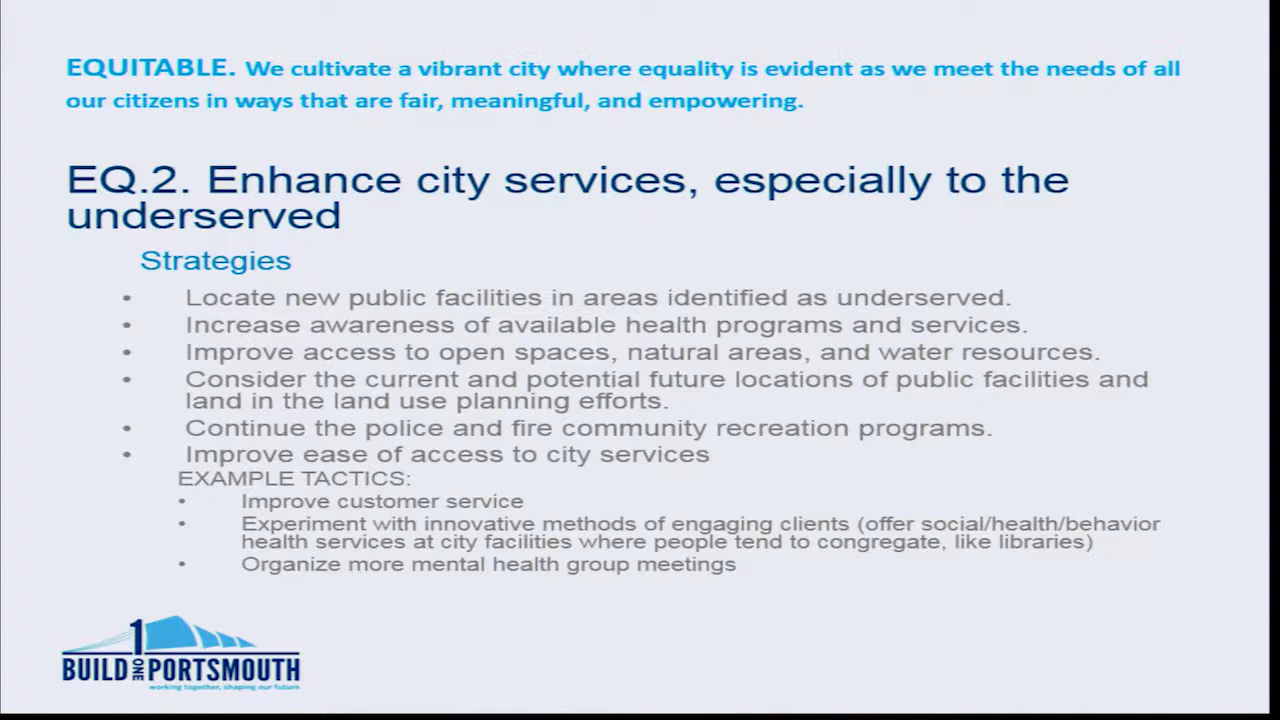 EQUITABLE. We cultivate a vibrant city where equality is evident as we meet the needs of all
our citizens in ways that are fair, meaningful, and empowering.
EQ.2. Enhance city services, especially to the
underserved
Strategies
• Locate new public facilities in areas identified as underserved.
• Increase awareness of available health programs and services.
• Improve access to open spaces, natural areas, and water resources.
• Consider the current and potential future locations of public facilities and
land in the land use planning efforts.
• Continue the police and fire community recreation programs.
• Improve ease of access to city services
EXAMPLE TACTICS:
• Improve customer service
• Experiment with innovative methods of engaging clients (offer social/health/behavior
health services at city facilities where people tend to congregate, like libraries)
• Organize more mental health group meetings
1
BUILD ONE PORTSMOUTH
working together, shaping our future